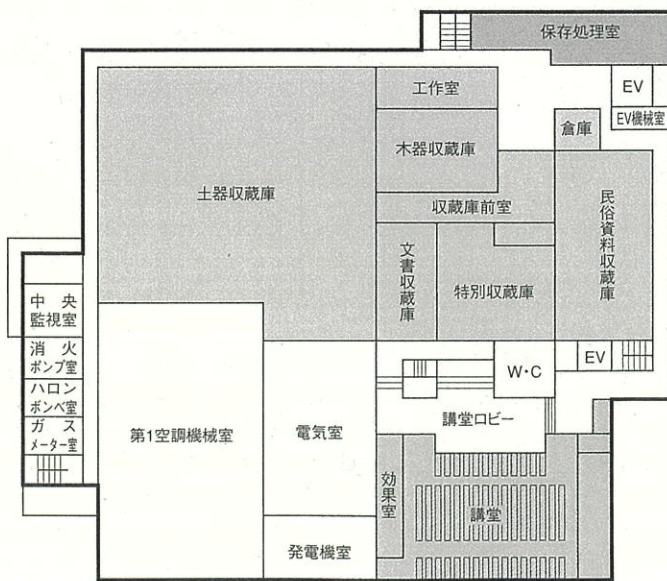 保存処理室
工作室
EV
EV機械室
倉庫
木器収蔵庫
土器収蔵庫
収蔵庫前室
民俗資料収蔵庫
文書収蔵庫
特別収蔵庫
中央
監視室
消火
ポンプ室
ハロン
ボンベ室
ガス
メーター室
W・C
EV
第1空調機械室
電気室
講堂ロビー
効果室
講堂
発電機室